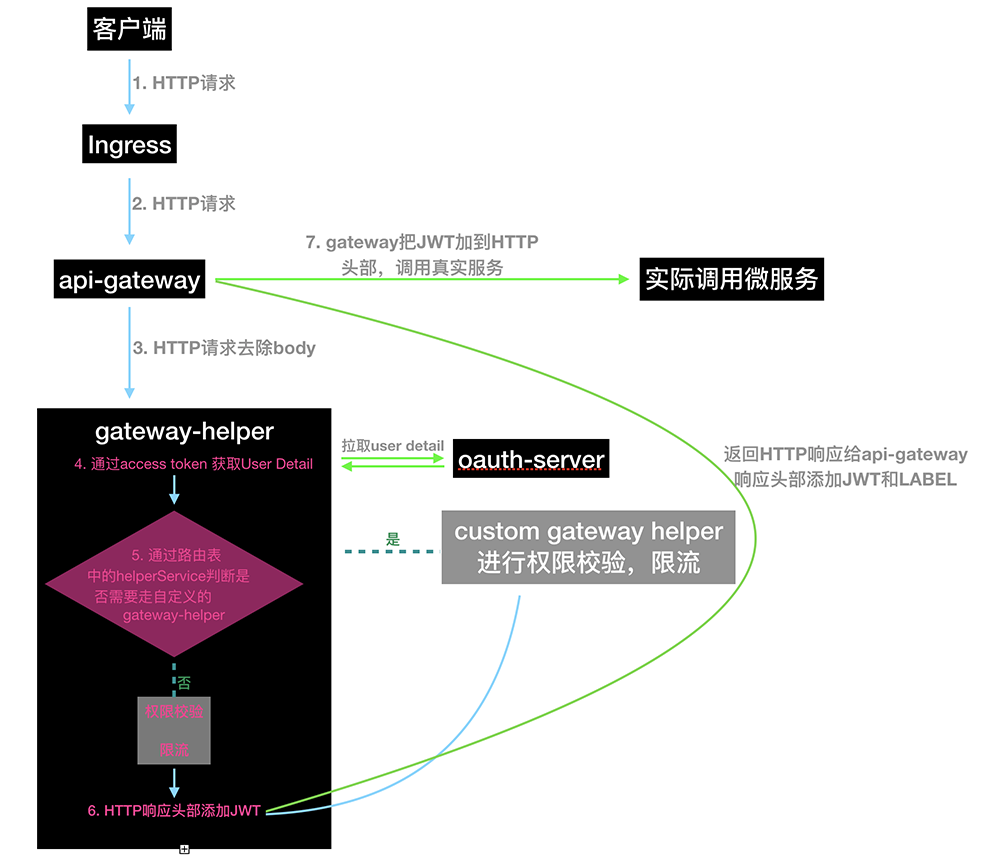 客户端
1. HTTP请求
Ingress
2. HTTP请求
api-gateway
7. gateway把JWT加到HTTP
头部，调用真实服务
实际调用微服务
3. HTTP请求去除body
gateway-helper
4. 通过access token 获取User Detail
拉取user detail
oauth-server
返回HTTP响应给api-gateway
响应头部添加JWT和LABEL
是
custom gateway helper
进行权限校验，限流
5. 通过路由表
中的helperService判断是
否需要走自定义的
gateway-helper
否
权限校验
限流
6. HTTP响应头部添加JWT